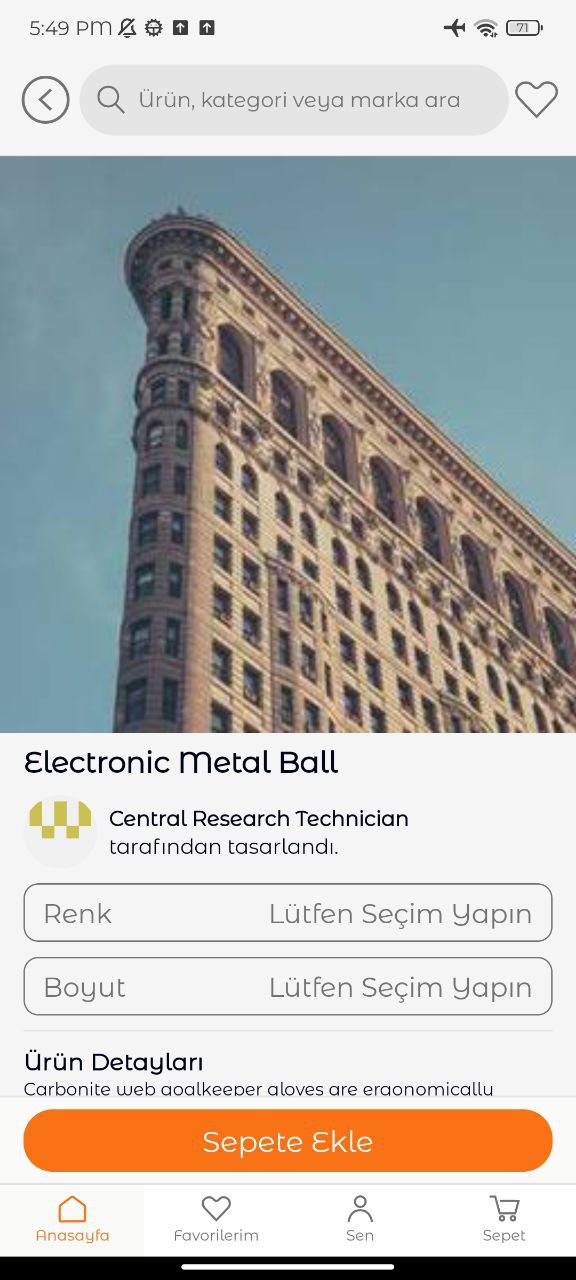 5:49 PM
71
Ürün, kategori veya marka ara
Electronic Metal Ball
Central Research Technician
tarafından tasarlandı.
Renk
Lütfen Seçim Yapın
Boyut
Lütfen Seçim Yapın
Ürün Detayları
Carbonite web goalkeeper gloves are ergonomically
Sepete Ekle
Anasayfa
Favorilerim
Sen
Sepet